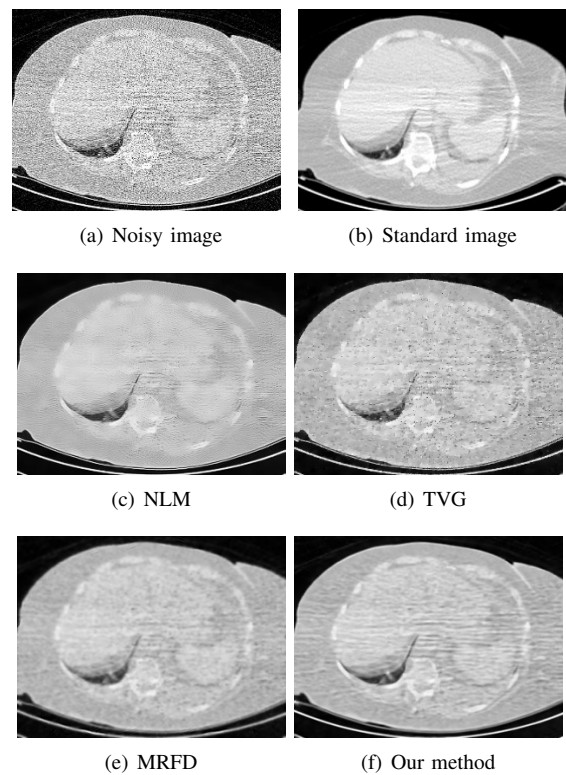 (a) Noisy image
(b) Standard image
(c) NLM
(d) TVG
(e) MRFD
(f) Our method